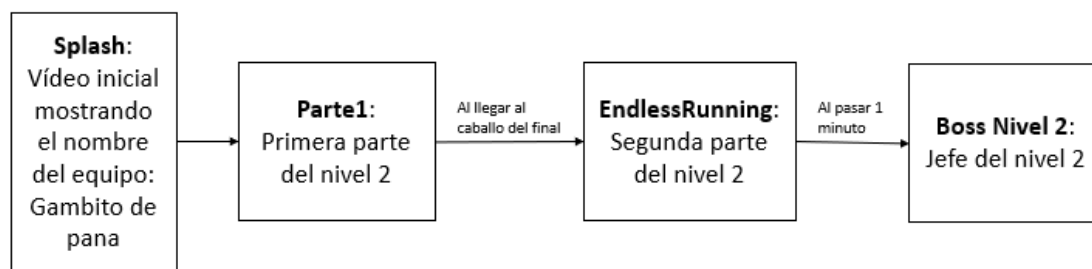 Splash:
Vídeo inicial
mostrando
el nombre
del equipo:
Gambito de
pana
Parte1:
Primera parte
del nivel 2
Al llegar al
caballo del final
EndlessRunning:
Segunda parte
del nivel 2
Al pasar 1
minuto
Boss Nivel 2:
Jefe del nivel 2